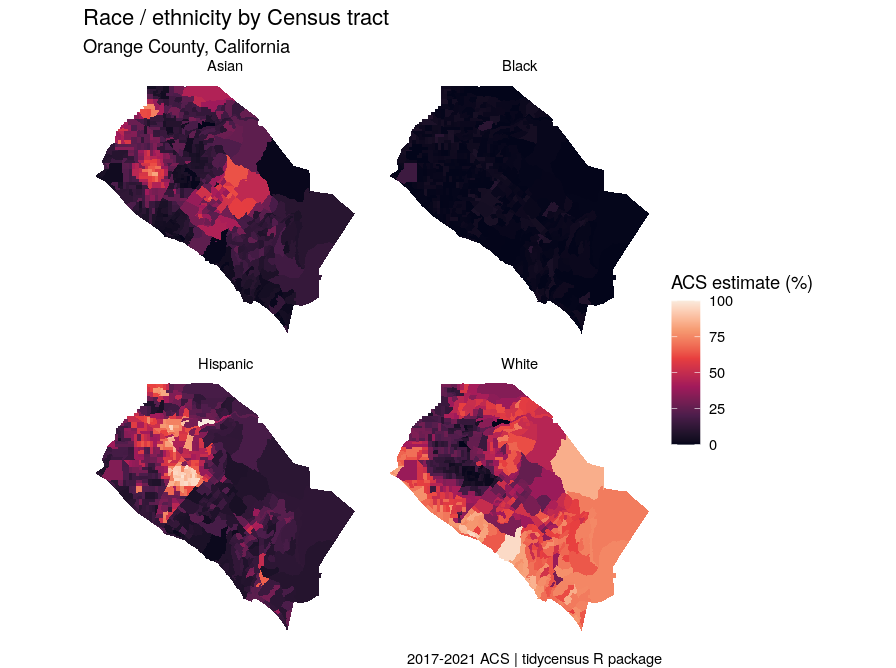 Race / ethnicity by Census tract
Orange County, California
Asian
Black
ACS estimate (%)
100
75
50
25
0
Hispanic
White
2017-2021 ACS | tidycensus R package